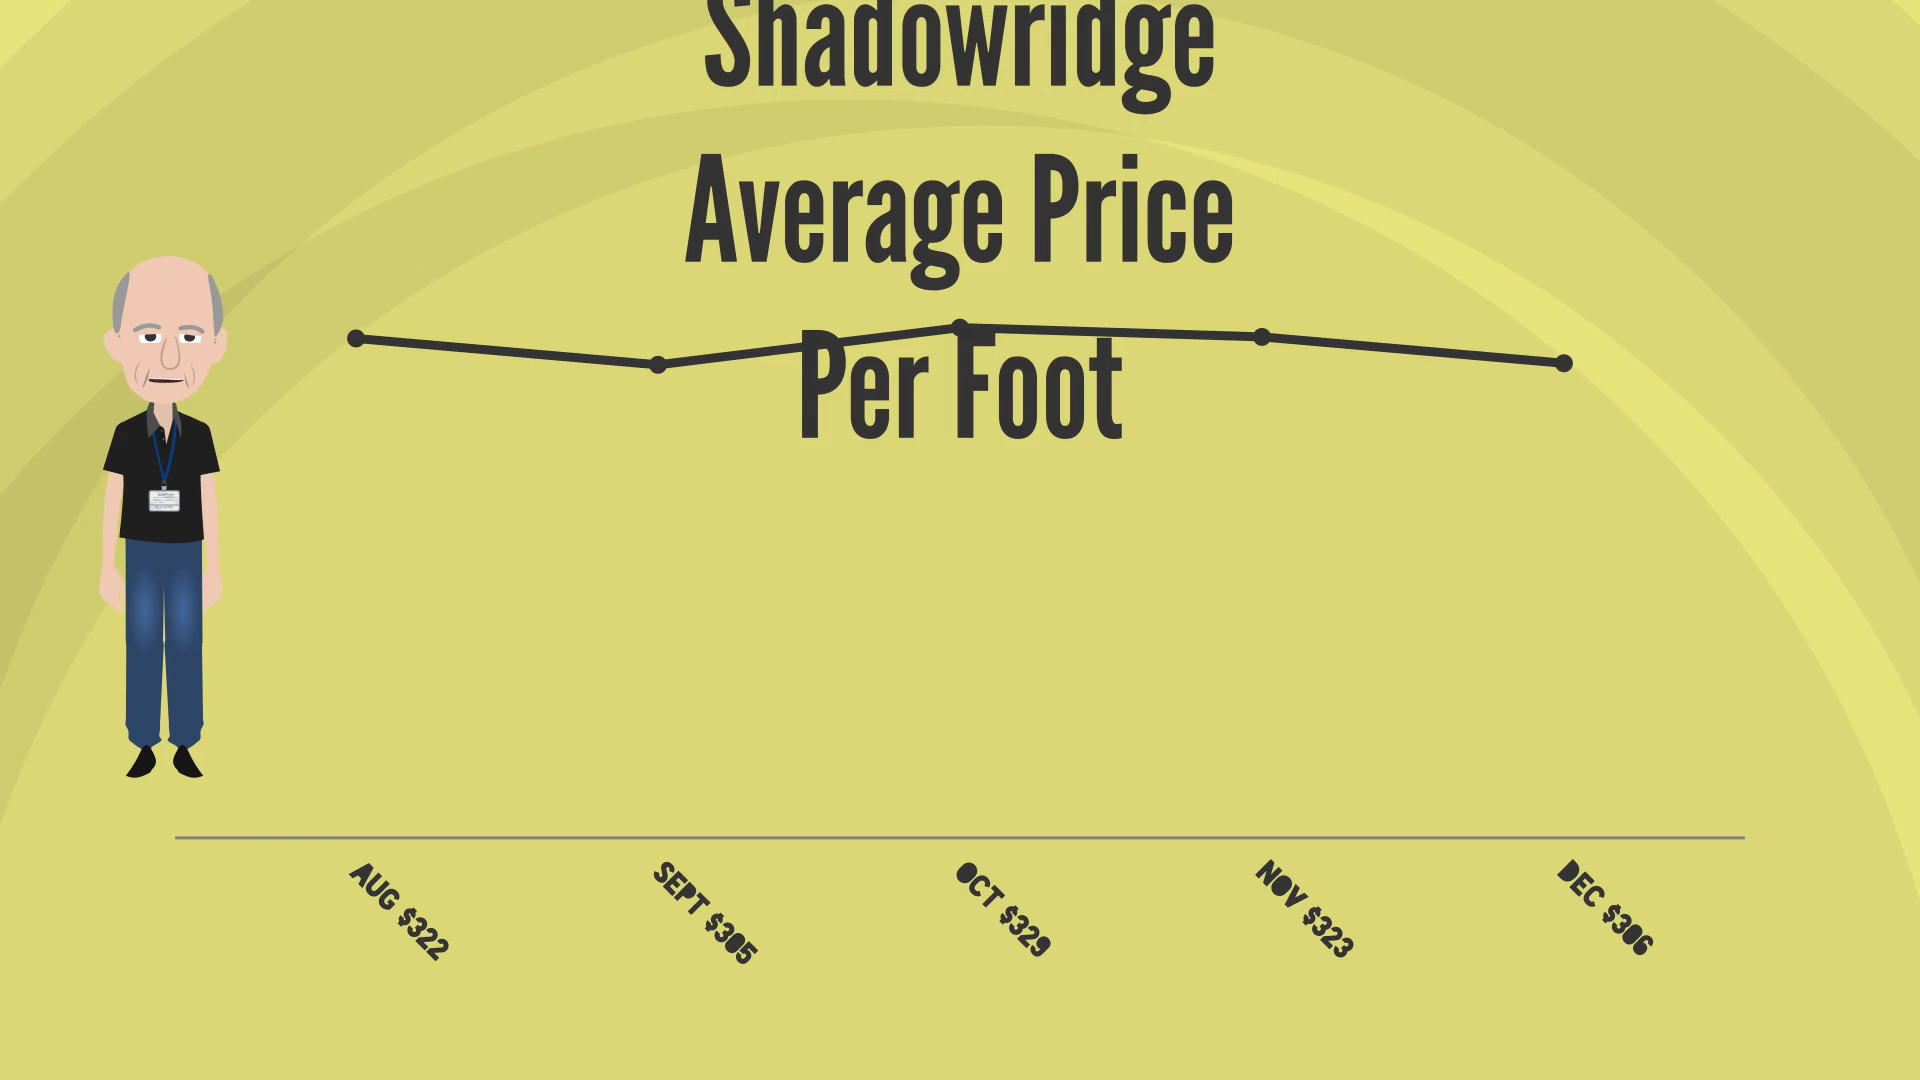 Shadowridge
Average Price
Per Foot
AUG $322
SEPT $305
OCT $329
NOV $323
DEC $306